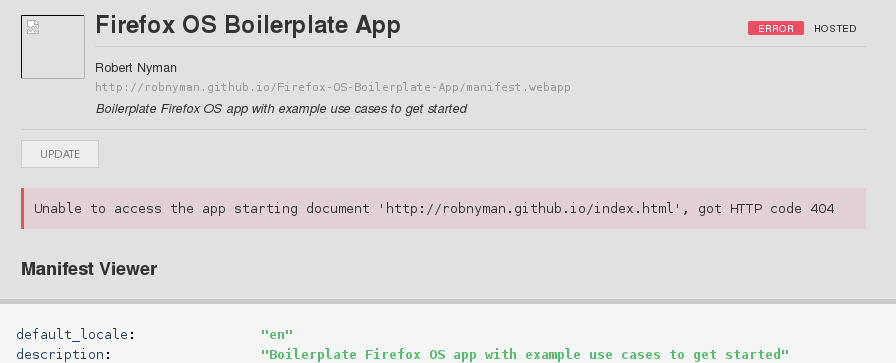 Firefox OS Boilerplate App
ERROR HOSTED
Robert Nyman
http://robnyman.github.io/Firefox-OS-Boilerplate-App/manifest.webapp
Boilerplate Firefox OS app with example use cases to get started
UPDATE
Unable to access the app starting document 'http://robnyman.github.io/index.html', got HTTP code 404
Manifest Viewer
default_locale: "en"
description: "Boilerplate Firefox OS app with example use cases to get started"